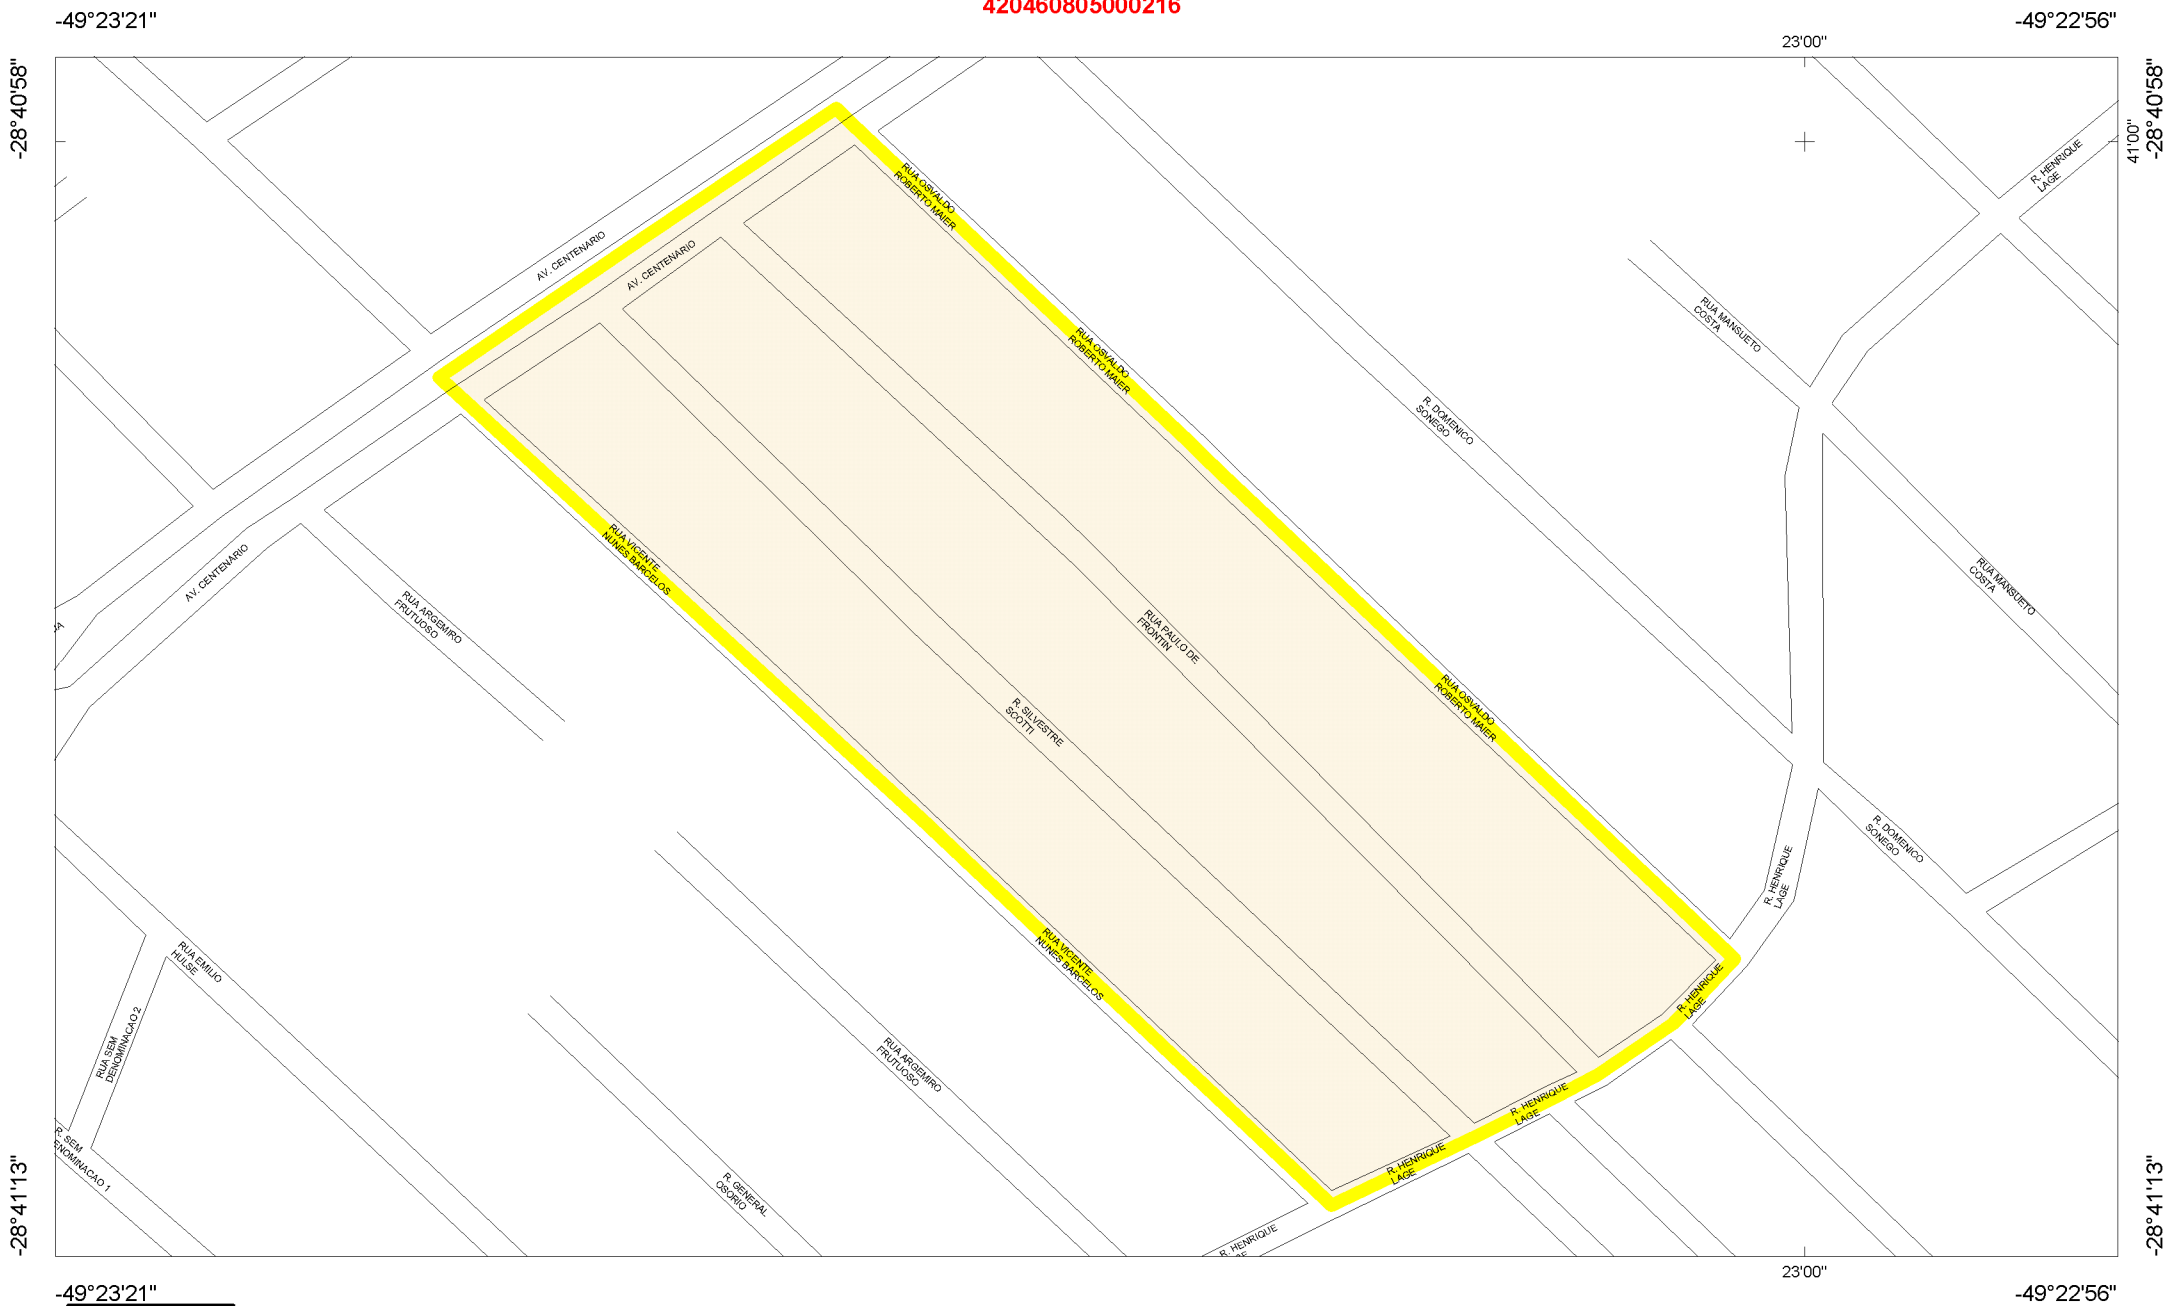 420460805000216
-49°23'21"
-49°22'56"
23'00"
-28°40'58"
-28°40'58"
41'00"
R. HENRIQUE
LAGE
RUA OSVALDO
ROBERTO MAIER
AV. CENTENARIO
AV. CENTENARIO
RUA MANSUETO
COSTA
RUA OSVALDO
ROBERTO MAIER
R. DOMENICO
SONEGO
RUA VICENTE
NUNES BARCELOS
AV. CENTENARIO
RUA ARGEMIRO
FRUTUOSO
RUA MANSUETO
COSTA
RUA PAULO DE
FRONTIN
R. SILVESTRE
SCOTTI
RUA OSVALDO
ROBERTO MAIER
R. DOMENICO
SONEGO
R. HENRIQUE
LAGE
RUA VICENTE
NUNES BARCELOS
RUA EMILIO
HULSE
R. HENRIQUE
LAGE
RUA SEM
DENOMINACAO 2
RUA ARGEMIRO
FRUTUOSO
R. HENRIQUE
LAGE
R. SEM
ENOMINACAO 1
R. HENRIQUE
LAGE
R. GENERAL
OSORIO
R. HENRIQUE
-28°41'13"
-28°41'13"
23'00"
-49°23'21"
-49°22'56"